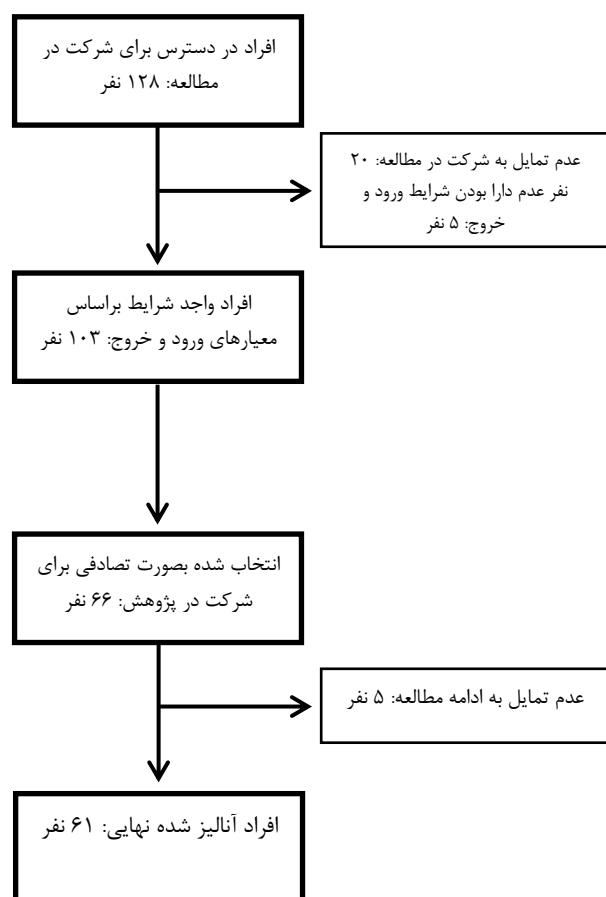 افراد در دسترس برای شرکت در
مطالعه: ۱۲۸ نفر
عدم تمایل به شرکت در مطالعه: ۲۰
نفر عدم دارا بودن شرایط ورود و
خروج: ۵ نفر
افراد واجد شرایط براساس
معیارهای ورود و خروج: ۱۰۳ نفر
انتخاب شده بصورت تصادفی برای
شرکت در پژوهش: ۶۶ نفر
عدم تمایل به ادامه مطالعه: ۵ نفر
افراد آنالیز شده نهایی: ۶۱ نفر